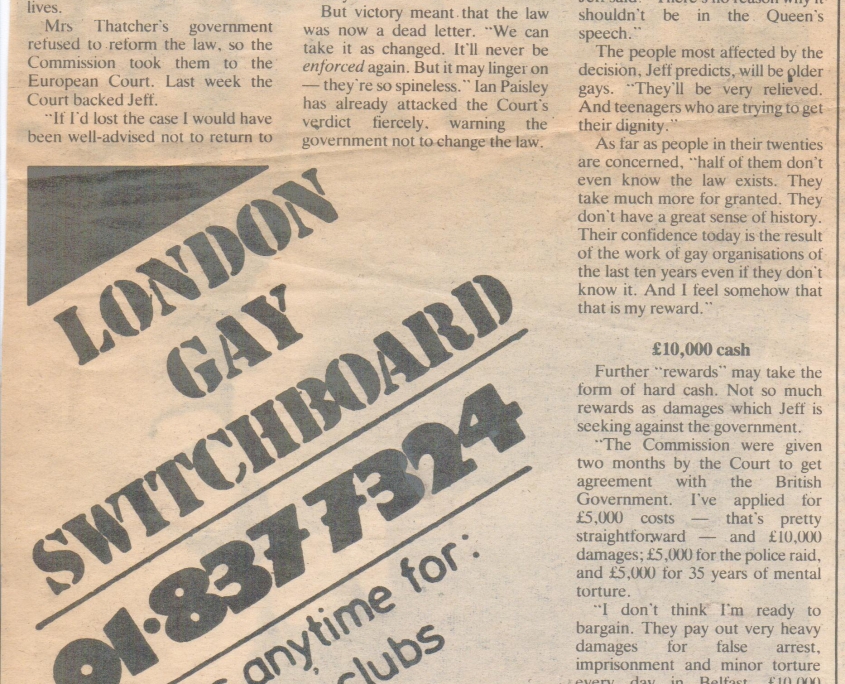 lives.
Mrs Thatcher's government
refused to reform the law, so the
Commission took them to the
European Court. Last week the
Court backed Jeff.
"If I'd lost the case I would have
been well-advised not to return to
But victory meant that the law
was now a dead letter. "We can
take it as changed. It'll never be
enforced again. But it may linger on
— they're so spineless." Ian Paisley
has already attacked the Court's
verdict fiercely, warning the
government not to change the law.
shouldn't be in the Queen's
speech."
The people most affected by the
decision, Jeff predicts, will be older
gays. "They'll be very relieved.
And teenagers who are trying to get
their dignity."
As far as people in their twenties
are concerned, "half of them don't
even know the law exists. They
take much more for granted. They
don't have a great sense of history.
Their confidence today is the result
of the work of gay organisations of
the last ten years even if they don't
know it. And I feel somehow that
that is my reward."
£10,000 cash
Further "rewards" may take the
form of hard cash. Not so much
rewards as damages which Jeff is
seeking against the government.
"The Commission were given
two months by the Court to get
agreement with the British
Government. I've applied for
£5,000 costs — that's pretty
straightforward — and £10,000
damages; £5,000 for the police raid,
and £5,000 for 35 years of mental
torture.
"I don't think I'm ready to
bargain. They pay out very heavy
damages for false arrest,
imprisonment and minor torture
every day in Belfast. £10,000
LONDON
GAY
SWITCHBOARD
01·837 7324
anytime for:
clubs